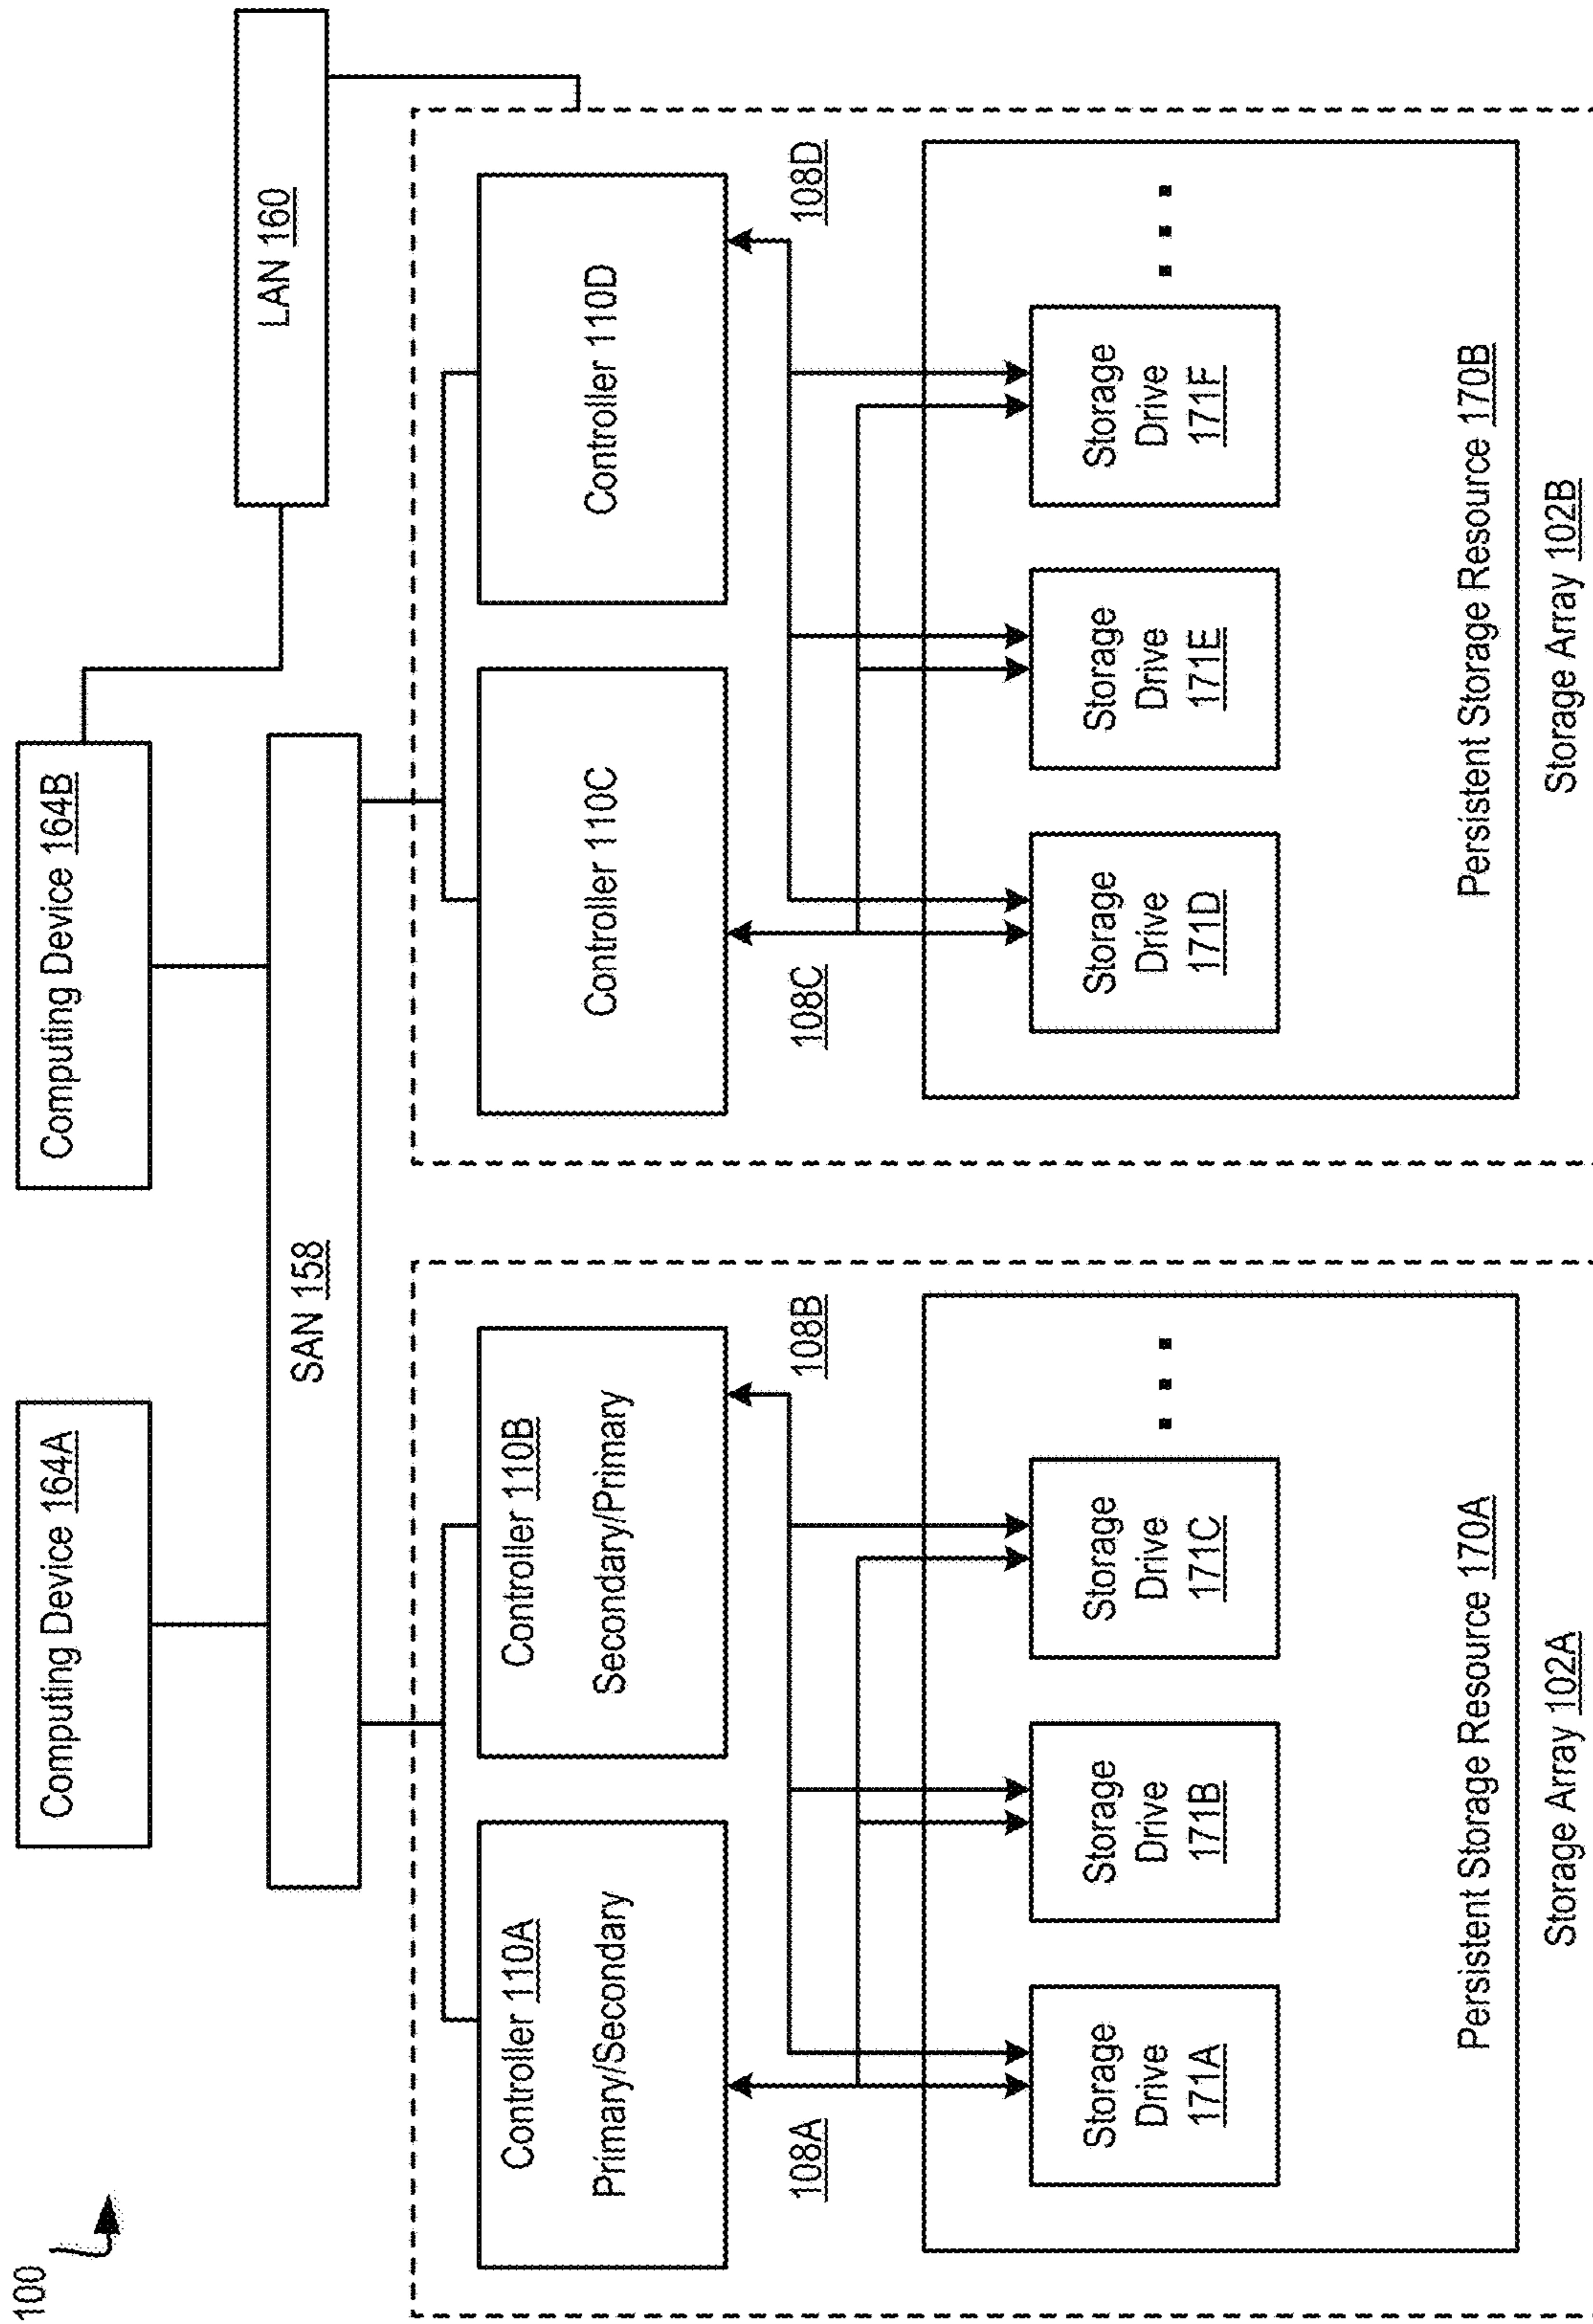 100
Computing Device 164A
Computing Device 164B
SAN 158
LAN 160
Controller 110A
Primary/Secondary
Controller 110B
Secondary/Primary
Controller 110C
Controller 110D
108A
108B
108C
108D
Storage
Drive
171A
Storage
Drive
171B
Storage
Drive
171C
Storage
Drive
171D
Storage
Drive
171E
Storage
Drive
171F
Persistent Storage Resource 170A
Persistent Storage Resource 170B
Storage Array 102A
Storage Array 102B